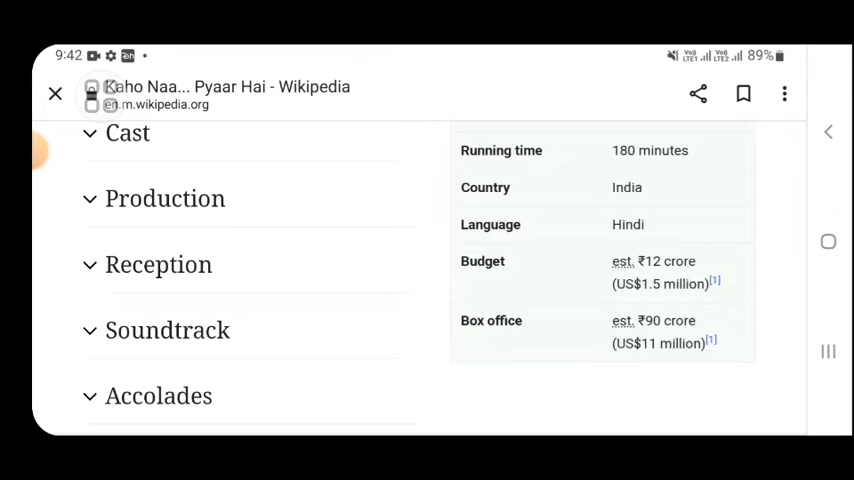 9:42 89%
Kaho Naa... Pyaar Hai - Wikipedia
en.m.wikipedia.org
Cast
Production
Reception
Soundtrack
Accolades
Running time 180 minutes
Country India
Language Hindi
Budget est. ₹12 crore
(US$1.5 million)[1]
Box office est. ₹90 crore
(US$11 million)[1]